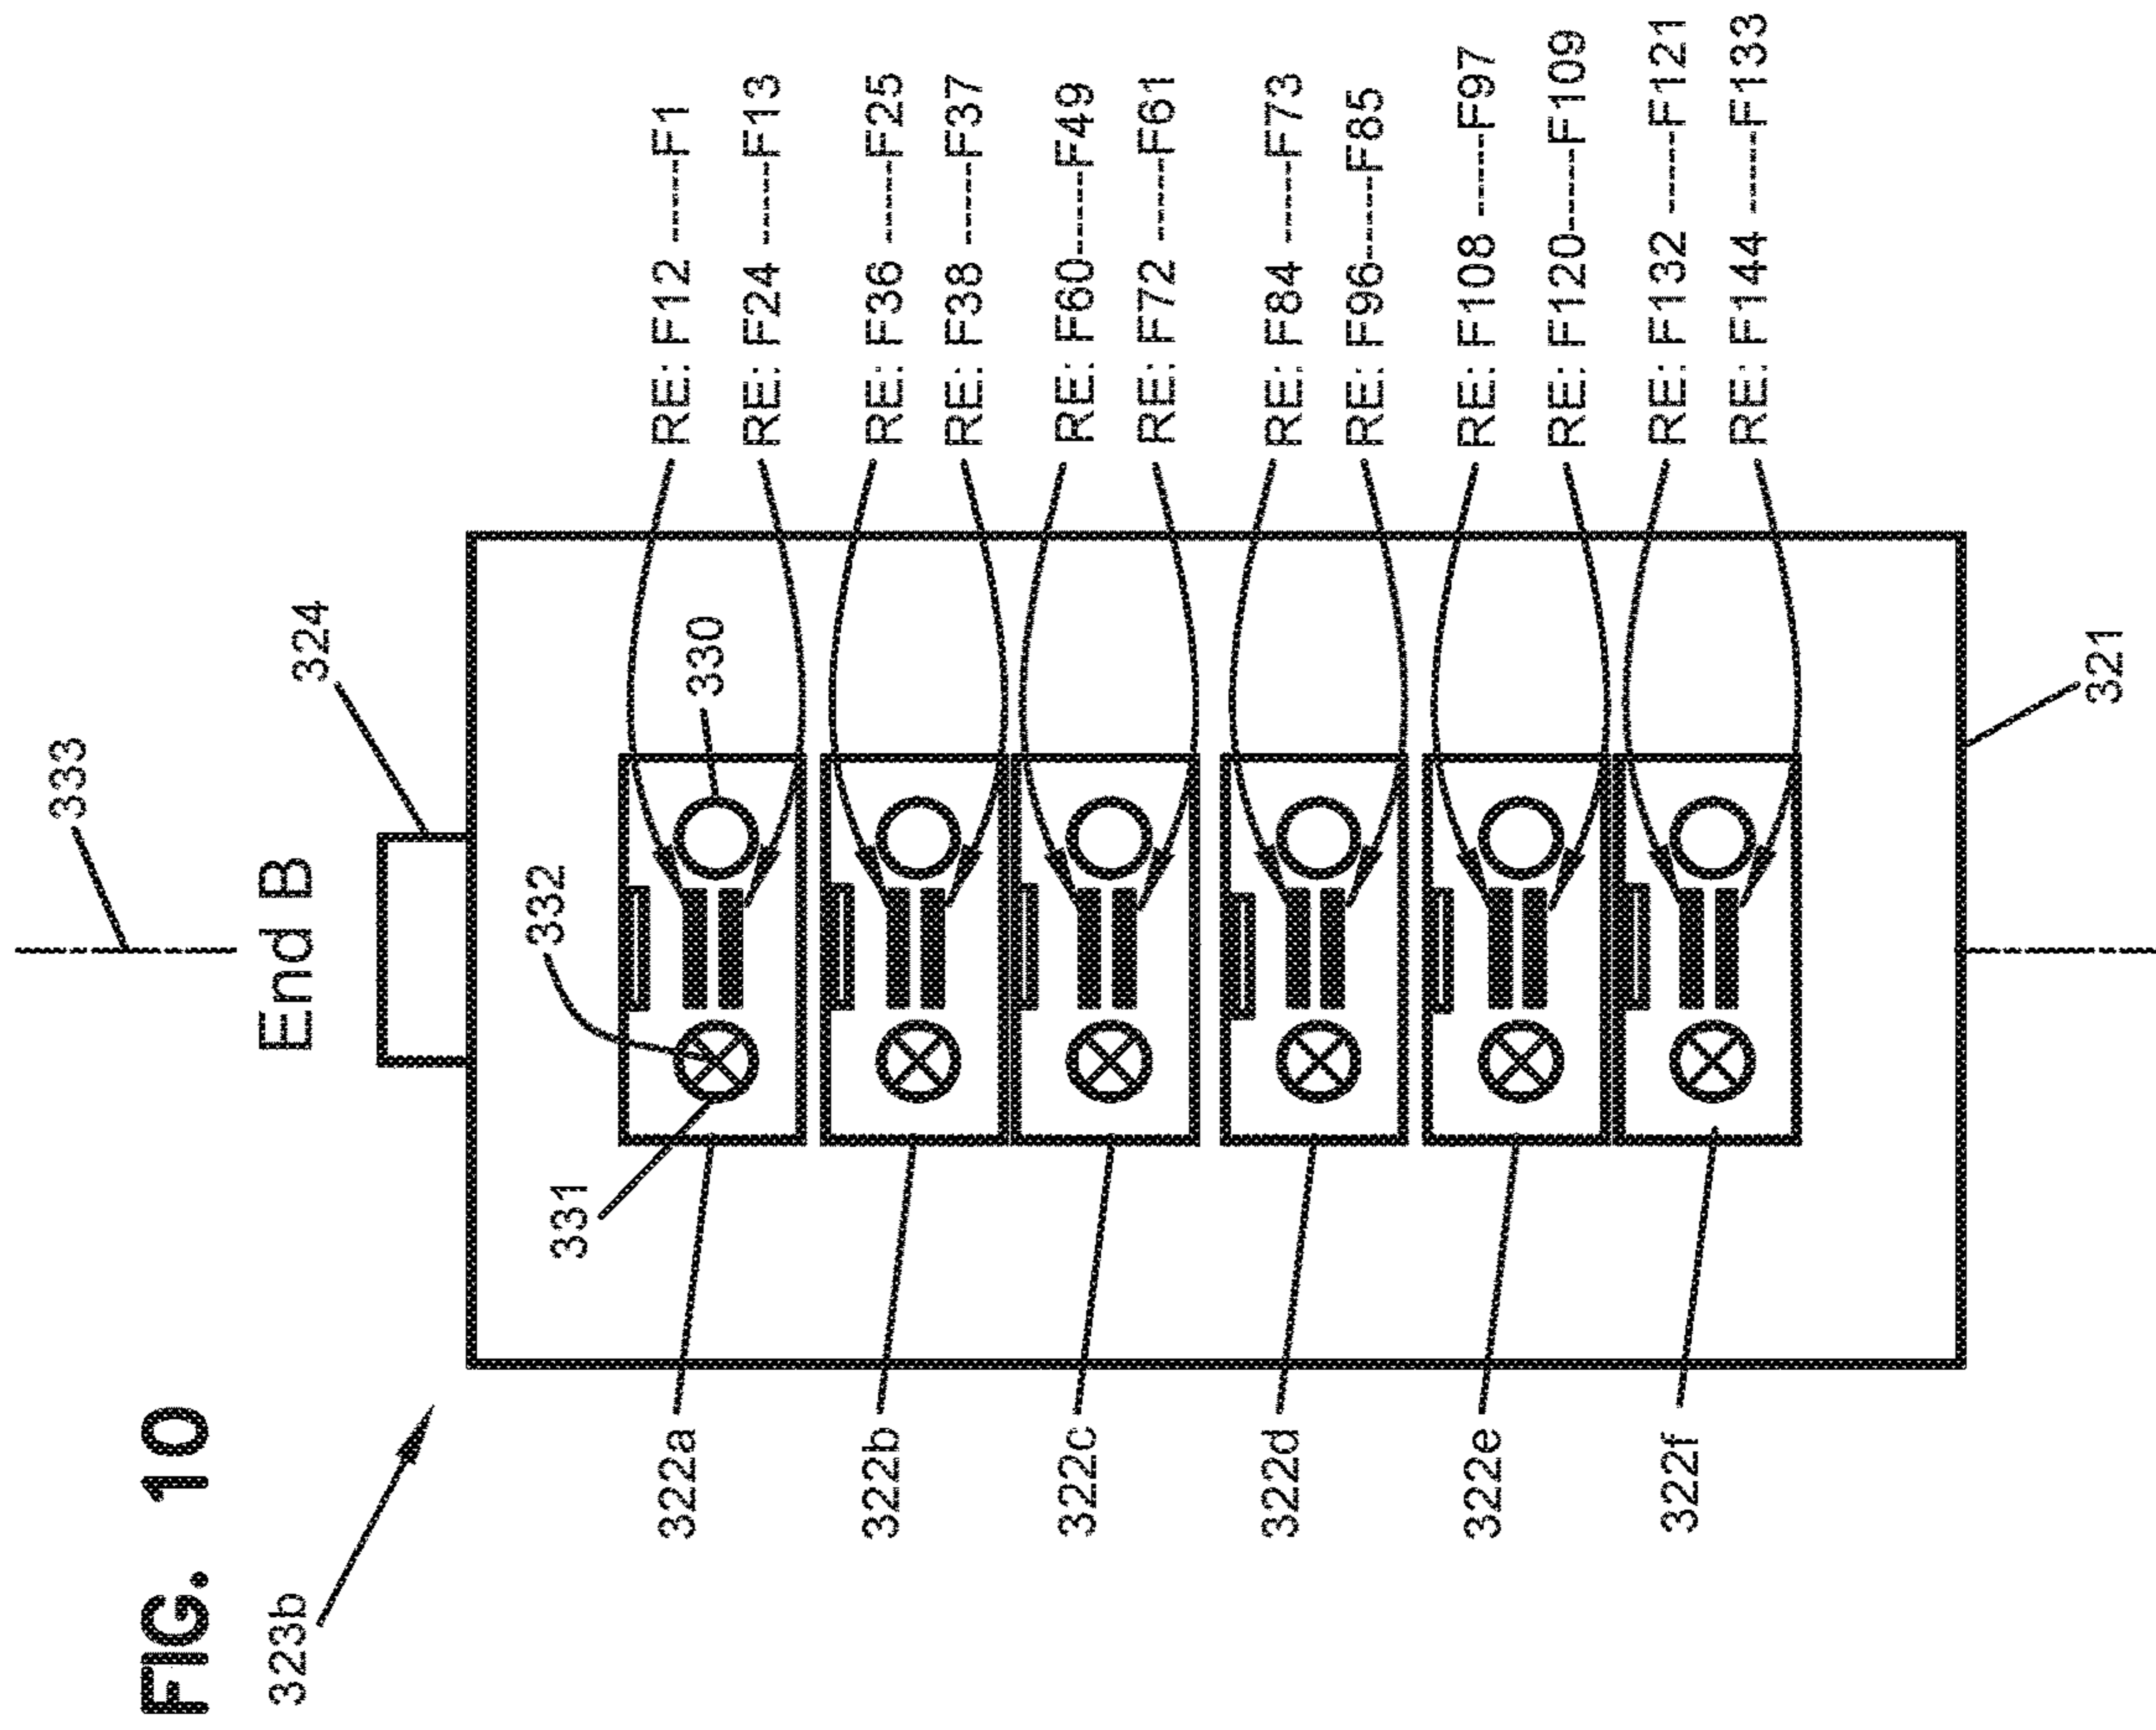 FIG. 10
323b
End B
333
324
330
332
331
322a
322b
322c
322d
322e
322f
RE: F12 ------F1
RE: F24 ------F13
RE: F36 ------F25
RE: F38 ------F37
RE: F60------F49
RE: F72 ------F61
RE: F84 ------F73
RE: F96------F85
RE: F108 ------F97
RE: F120------F109
RE: F132 ------F121
RE: F144 ------F133
321